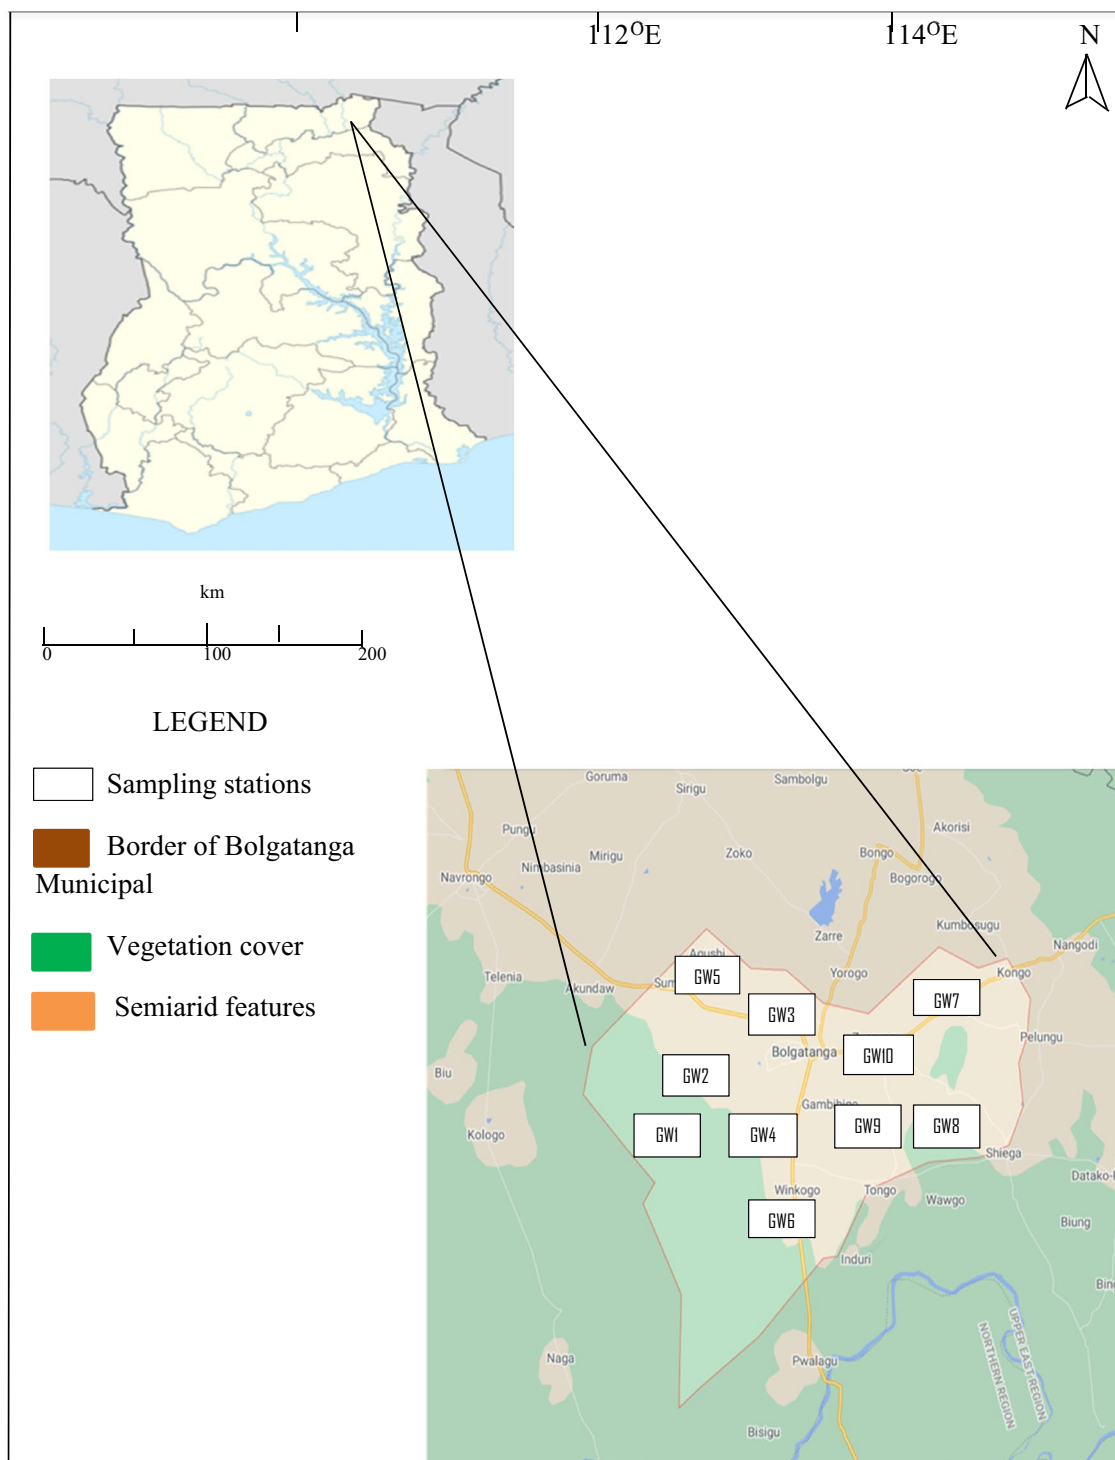 112OE
114OE
N
km
0
100
200
LEGEND
Sampling stations
Border of Bolgatanga
Municipal
Vegetation cover
Semiarid features
Goruma
Sirigu
Sambolgu
Pungu
Nimbasinia
Mirigu
Zoko
Bongo
Akorisi
Bogorogo
Navrongo
Zarre
Kumbosugu
Nangodi
Telenia
Akundaw
Agushi
Yorogo
Kongo
GW5
GW3
GW7
Pelungu
Bolgatanga
GW10
Biu
GW2
Kologo
GW1
GW4
GW9
GW8
Shiega
Winkogo
Tongo
Wawgo
Datako-
GW6
Biung
Induri
UPPER EAST REGION
NORTHERN REGION
Naga
Pwalagu
Bisigu